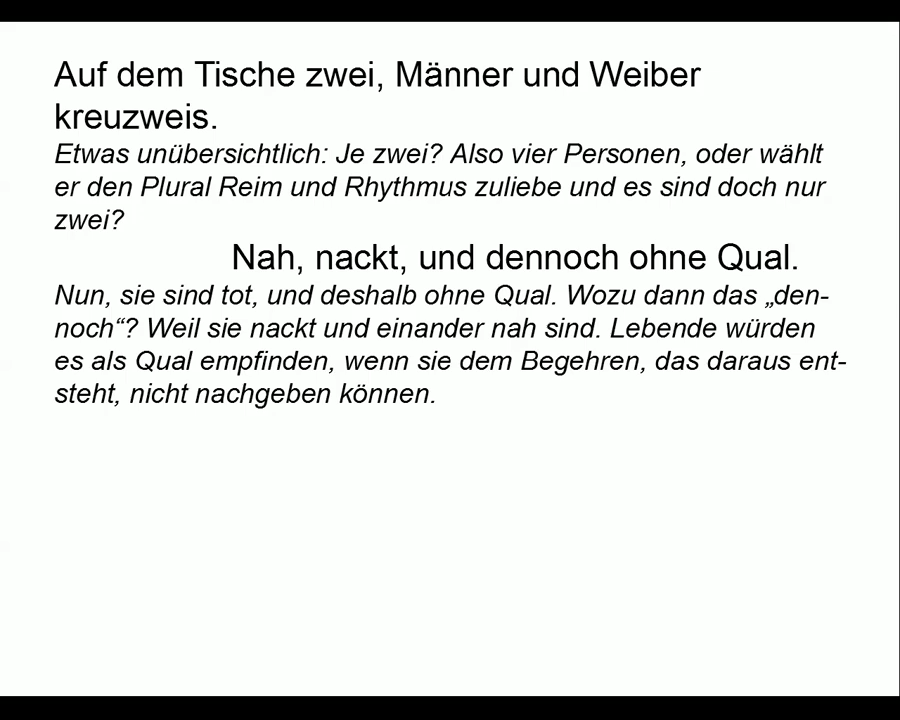 Auf dem Tische zwei, Männer und Weiber
kreuzweis.
Etwas unübersichtlich: Je zwei? Also vier Personen, oder wählt
er den Plural Reim und Rhythmus zuliebe und es sind doch nur
zwei?
Nah, nackt, und dennoch ohne Qual.
Nun, sie sind tot, und deshalb ohne Qual. Wozu dann das „den-
noch“? Weil sie nackt und einander nah sind. Lebende würden
es als Qual empfinden, wenn sie dem Begehren, das daraus ent-
steht, nicht nachgeben können.